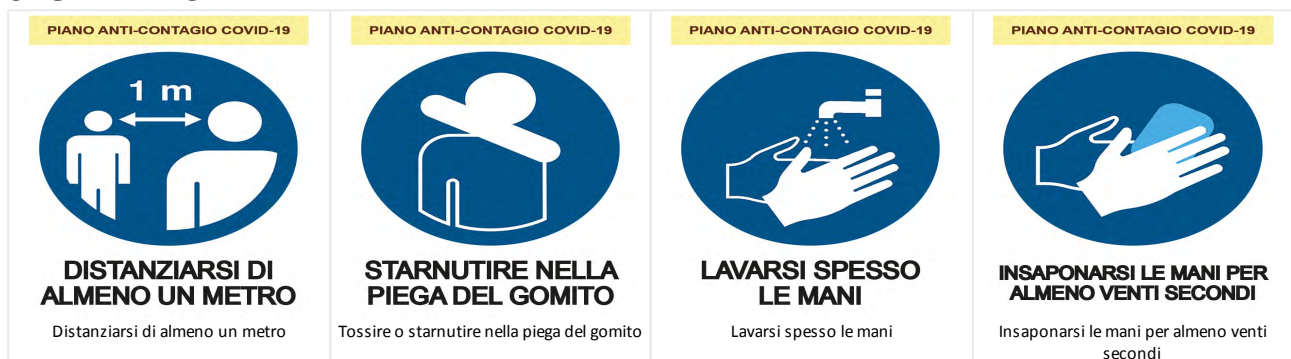 PIANO ANTI-CONTAGIO COVID-19
1 m
DISTANZIARSI DI
ALMENO UN METRO
Distanziarsi di almeno un metro
PIANO ANTI-CONTAGIO COVID-19
STARNUTIRE NELLA
PIEGA DEL GOMITO
Tossire o starnutire nella piega del gomito
PIANO ANTI-CONTAGIO COVID-19
LAVARSI SPESSO
LE MANI
Lavarsi spesso le mani
PIANO ANTI-CONTAGIO COVID-19
INSAPONARSI LE MANI PER
ALMENO VENTI SECONDI
Insaponarsi le mani per almeno venti
secondi